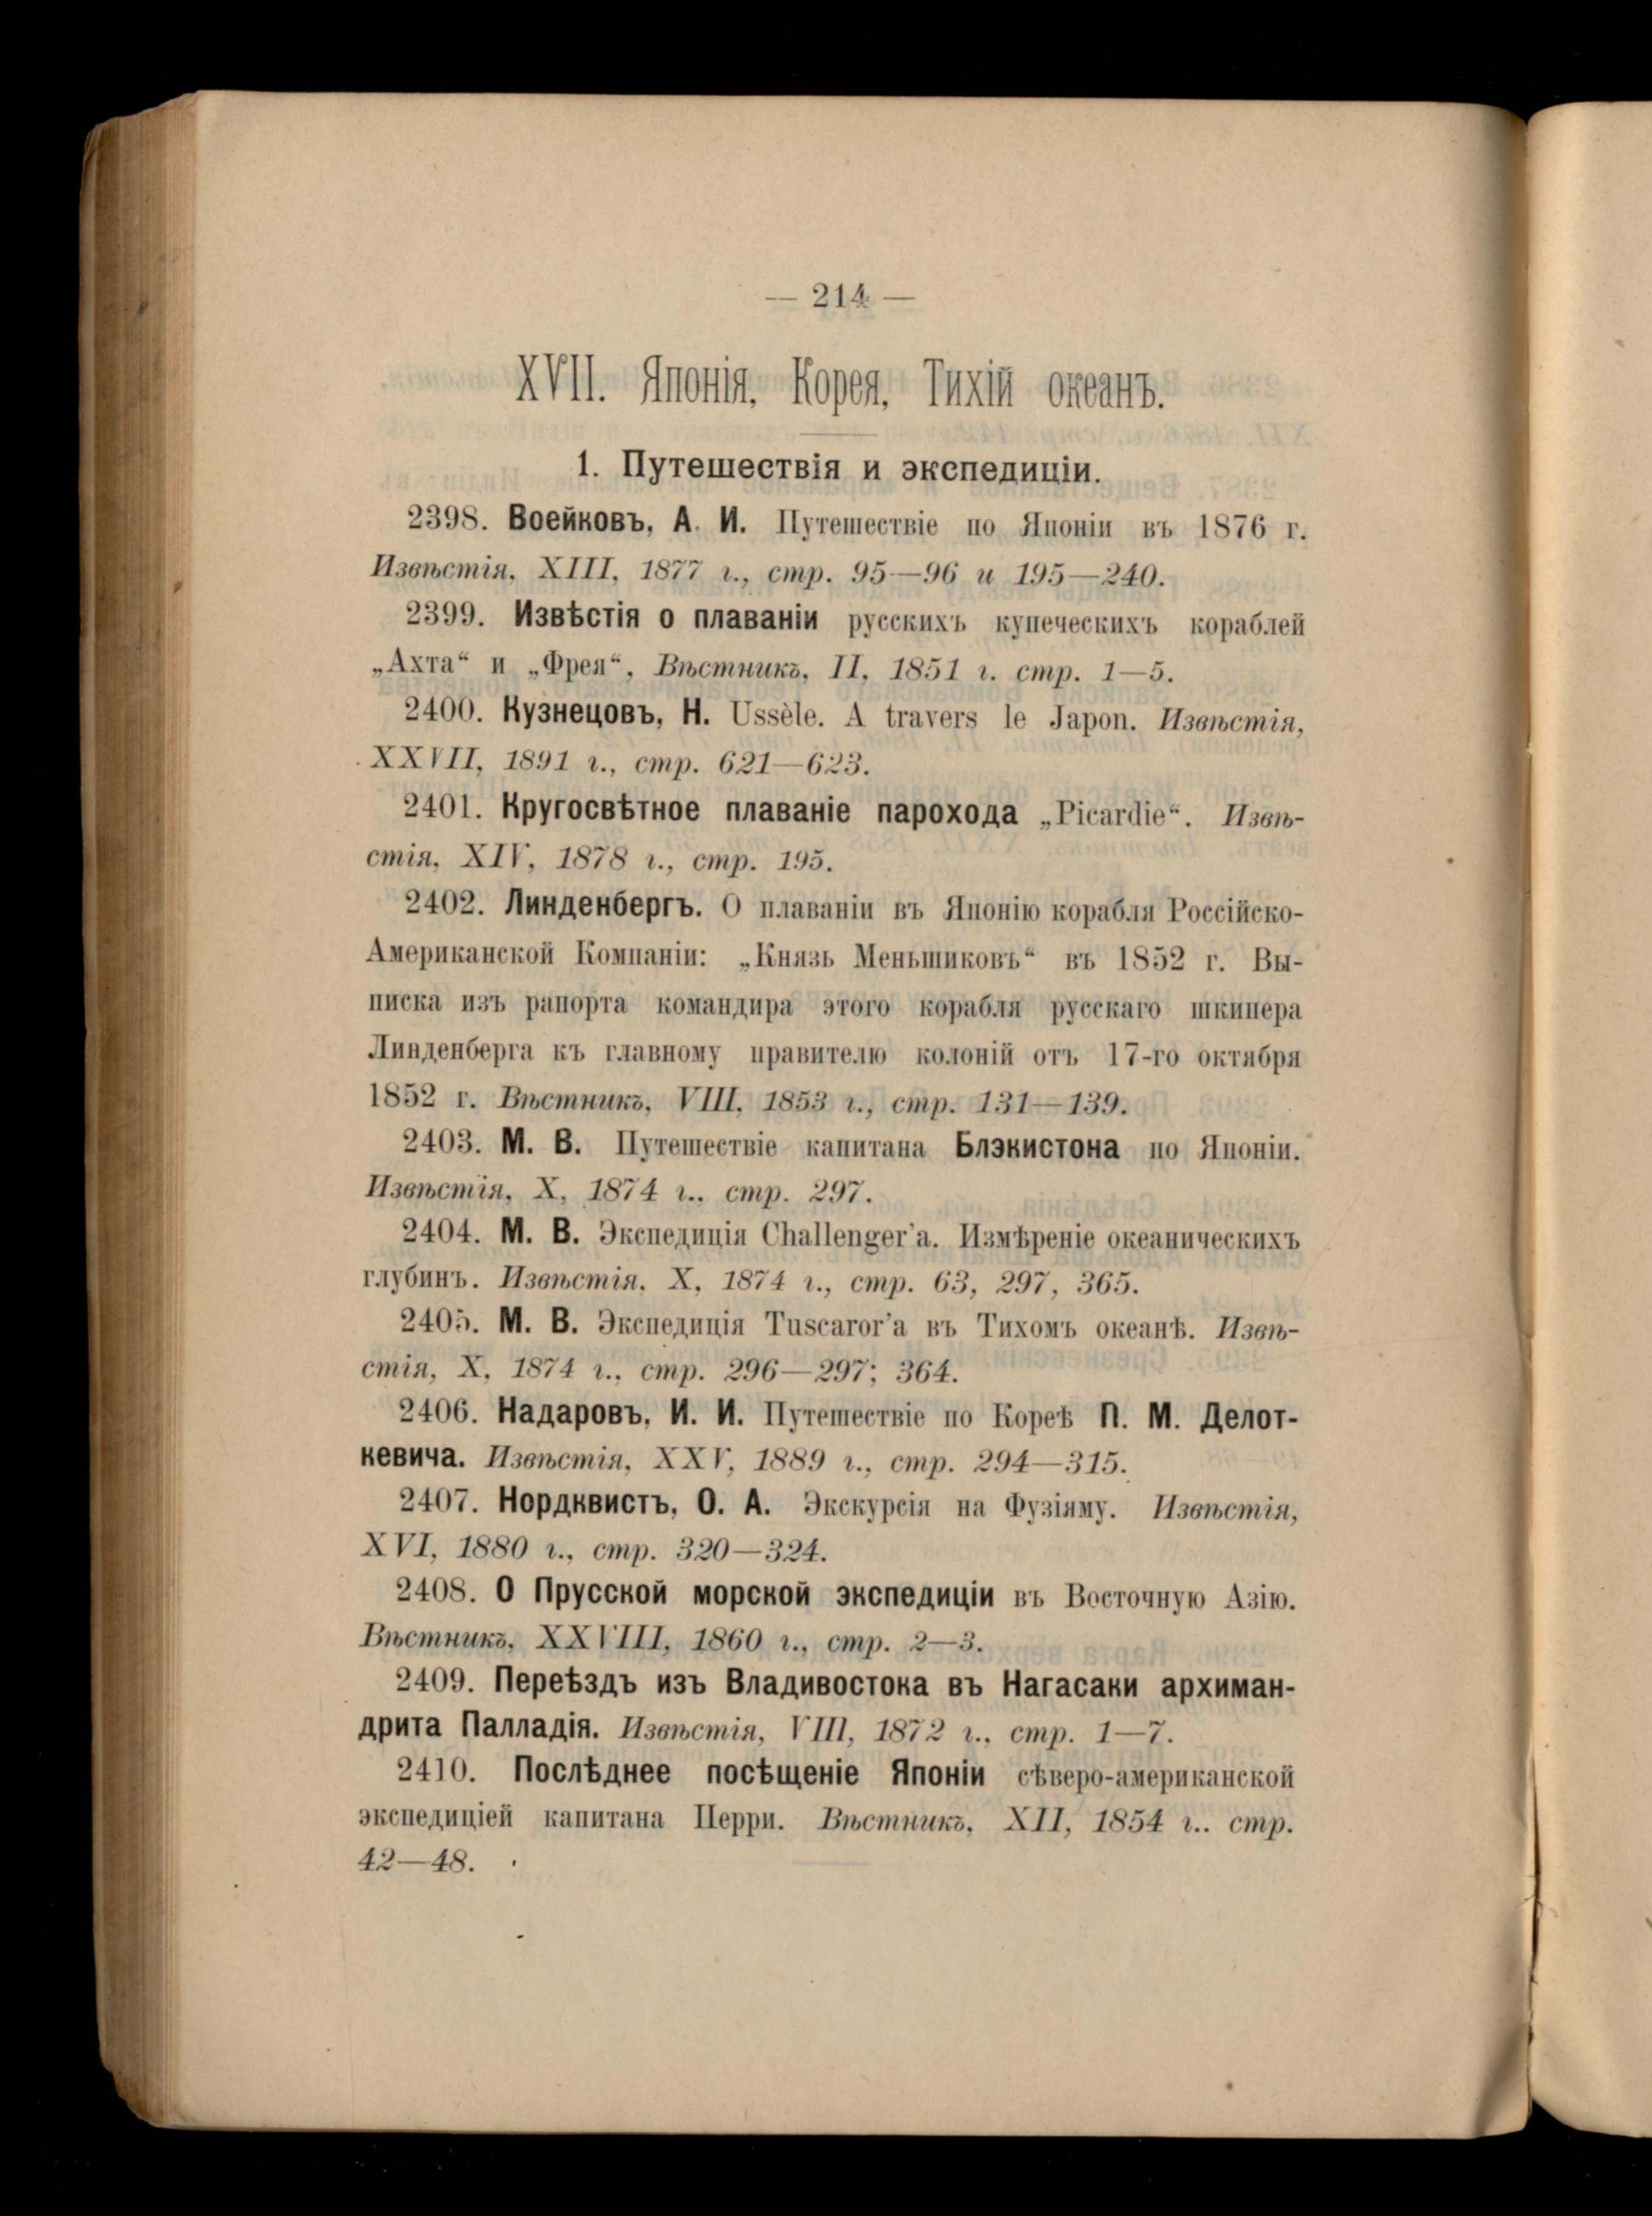 — 214 —
XVII. Японія, Корея, Тихій океанъ.
1. Путешествія и экспедиціи.
2398. Воейковъ, А. И. Путешествіе по Японіи въ 1876 г.
Извѣстія, XIII, 1877 г., стр. 95—96 и 195—240.
2399. Извѣстія о плаваніи русскихъ купеческихъ кораблей
„Ахта“ и „Фрея“, Вѣстникъ, II, 1851 г. стр. 1—5.
2400. Кузнецовъ, Н. Ussèle. A travers le Japon. Извѣстія,
XXVII, 1891 г., стр. 621—623.
2401. Кругосвѣтное плаваніе парохода „Picardie“. Извѣ-
стія, XIV, 1878 г., стр. 195.
2402. Линденбергъ. О плаваніи въ Японію корабля Россійско-
Американской Компаніи: „Князь Меньшиковъ“ въ 1852 г. Вы-
писка изъ рапорта командира этого корабля русскаго шкипера
Линденберга къ главному правителю колоній отъ 17-го октября
1852 г. Вѣстникъ, VIII, 1853 г., стр. 131—139.
2403. М. В. Путешествіе капитана Блэкистона по Японіи.
Извѣстія, X, 1874 г., стр. 297.
2404. М. В. Экспедиція Challenger'а. Измѣреніе океаническихъ
глубинъ. Извѣстія, X, 1874 г., стр. 63, 297, 365.
2405. М. В. Экспедиція Tuscaror'а въ Тихомъ океанѣ. Извѣ-
стія, X, 1874 г., стр. 296—297; 364.
2406. Надаровъ, И. И. Путешествіе по Кореѣ П. М. Делот-
кевича. Извѣстія, XXV, 1889 г., стр. 294—315.
2407. Нордквистъ, О. А. Экскурсія на Фузіяму. Извѣстія,
XVI, 1880 г., стр. 320—324.
2408. О Прусской морской экспедиціи въ Восточную Азію.
Вѣстникъ, XXVIII, 1860 г., стр. 2—3.
2409. Переѣздъ изъ Владивостока въ Нагасаки архиман-
дрита Палладія. Извѣстія, VIII, 1872 г., стр. 1—7.
2410. Послѣднее посѣщеніе Японіи сѣверо-американской
экспедиціей капитана Перри. Вѣстникъ, XII, 1854 г.. стр.
42—48.